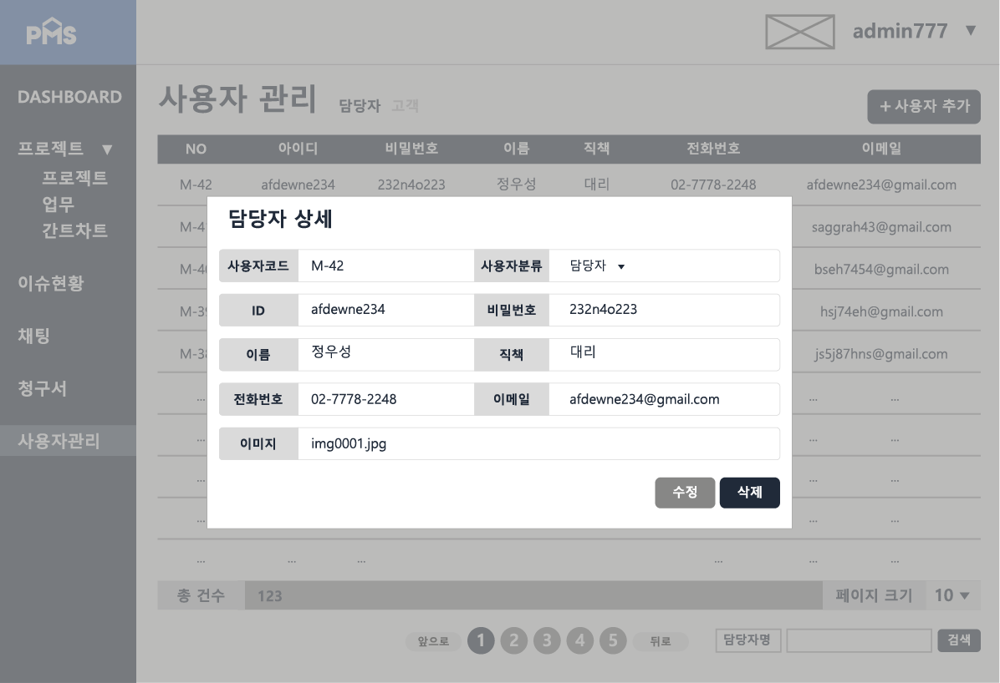 PMS
admin777 ▼
DASHBOARD
프로젝트 ▼
프로젝트
업무
간트차트
이슈현황
채팅
청구서
사용자관리
사용자 관리 담당자 고객
+ 사용자 추가
NO 아이디 비밀번호 이름 직책 전화번호 이메일
M-42 afdewne234 232n4o223 정우성 대리 02-7778-2248 afdewne234@gmail.com
saggrah43@gmail.com
bseh7454@gmail.com
hsj74eh@gmail.com
js5j87hns@gmail.com
... ... ...
... ... ...
... ... ...
... ... ...
... ... ... ... ... ...
담당자 상세
사용자코드 M-42 사용자분류 담당자 ▼
ID afdewne234 비밀번호 232n4o223
이름 정우성 직책 대리
전화번호 02-7778-2248 이메일 afdewne234@gmail.com
이미지 img0001.jpg
수정 삭제
총 건수 123 페이지 크기 10 ▼
앞으로 1 2 3 4 5 뒤로 담당자명 검색